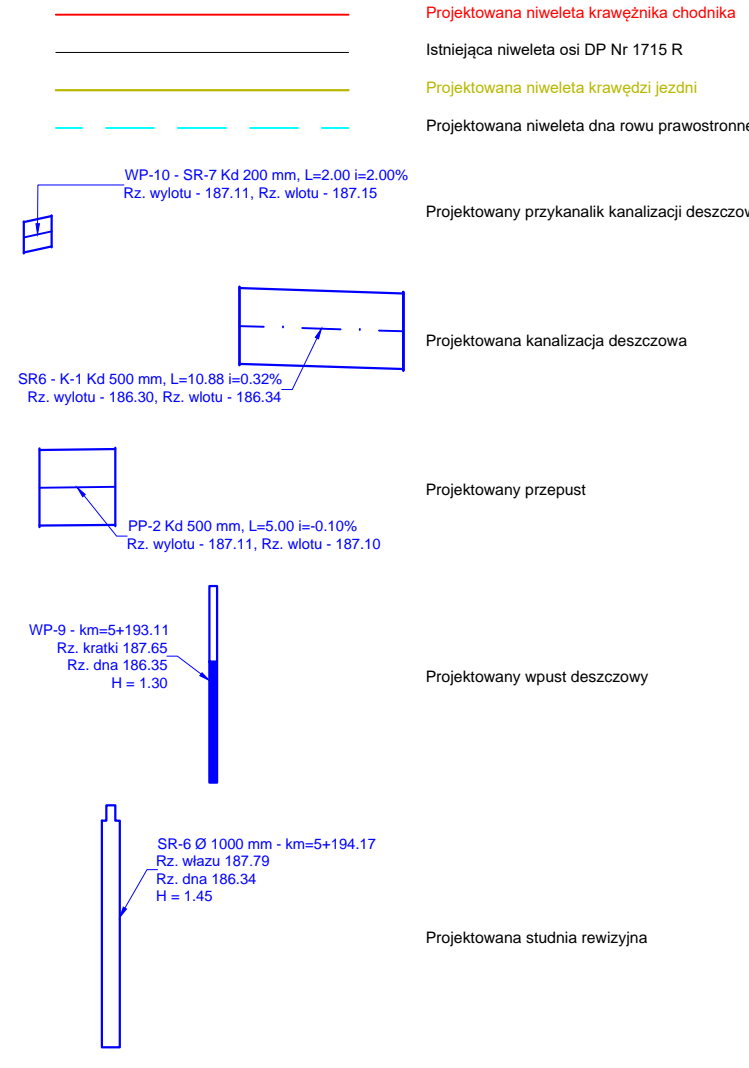 Projektowana niweleta krawężnika chodnika
Istniejąca niweleta osi DP Nr 1715 R
Projektowana niweleta krawędzi jezdni
Projektowana niweleta dna rowu
WP-10 - SR-7 Kd 200 mm, L=2.00 i=2.00%
Rz. wylotu - 187.11, Rz. wlotu - 187.15
Projektowany przykanalik kanalizacji
Projektowana kanalizacja deszczowa
SR6 - K-1 Kd 500 mm, L=10.88 i=0.32%
Rz. wylotu - 186.30, Rz. wlotu - 186.34
Projektowany przepust
PP-2 Kd 500 mm, L=5.00 i=-0.10%
Rz. wylotu - 187.11, Rz. wlotu - 187.10
WP-9 - km=5+193.11
Rz. kratki 187.65
Rz. dna 186.35
H = 1.30
Projektowany wpust deszczowy
SR-6 Ø 1000 mm - km=5+194.17
Rz. włazu 187.79
Rz. dna 186.34
H = 1.45
Projektowana studnia rewizyjna